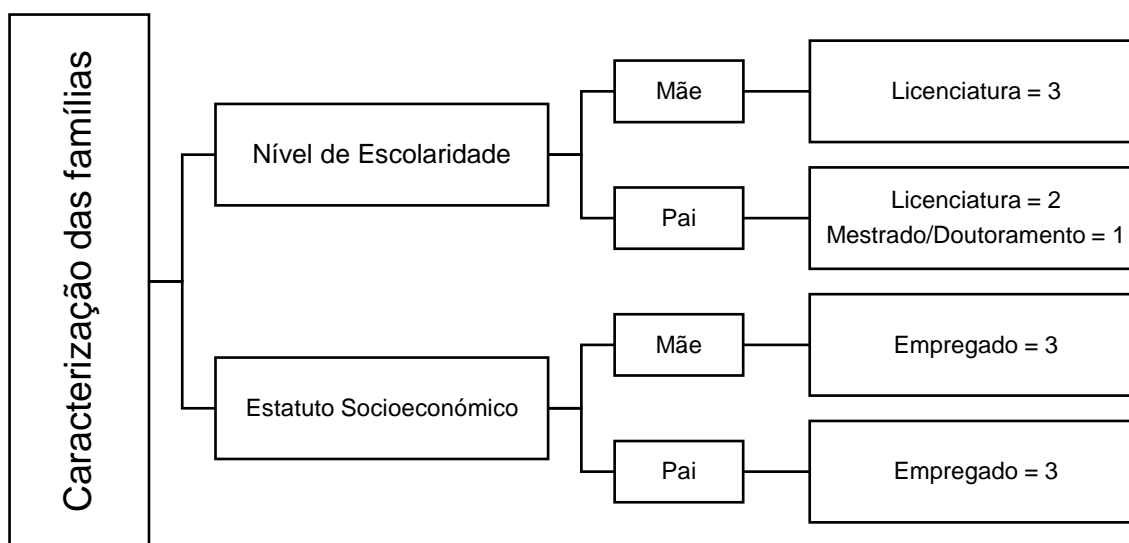 Caracterização das famílias
Nível de Escolaridade
Mãe
Licenciatura = 3
Pai
Licenciatura = 2
Mestrado/Doutoramento = 1
Estatuto Socioeconómico
Mãe
Empregado = 3
Pai
Empregado = 3